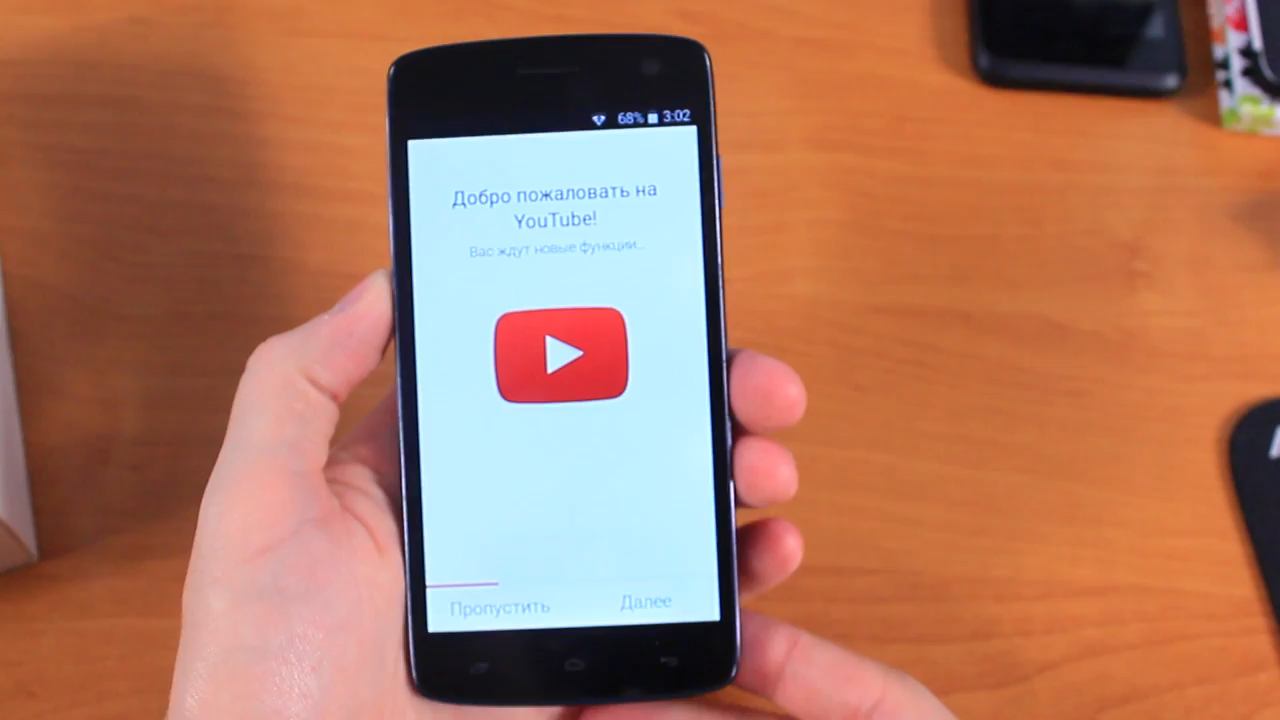 68% 3:02
Добро пожаловать на
YouTube!
Вас ждут новые функции...
Пропустить Далее